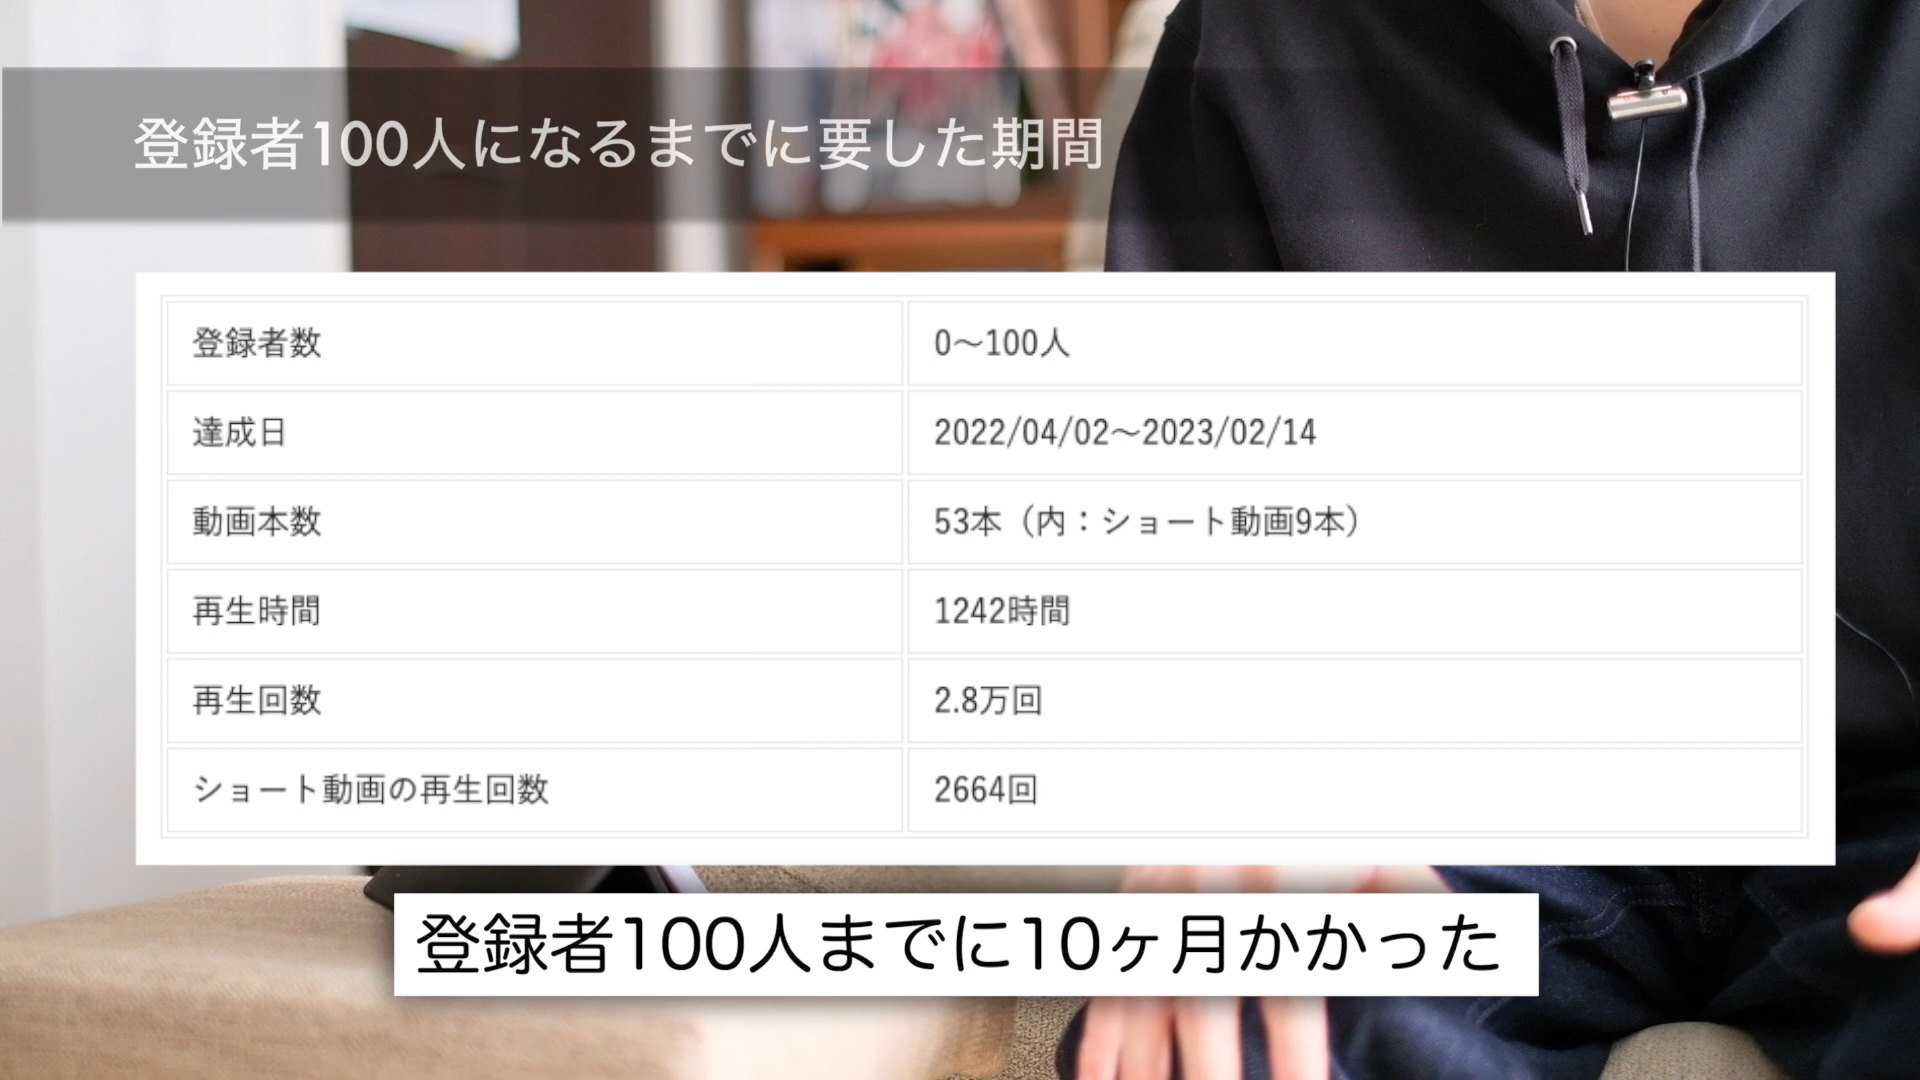 登録者100人になるまでに要した期間
登録者数 0〜100人
達成日 2022/04/02〜2023/02/14
動画本数 53本（内：ショート動画9本）
再生時間 1242時間
再生回数 2.8万回
ショート動画の再生回数 2664回
登録者100人までに10ヶ月かかった